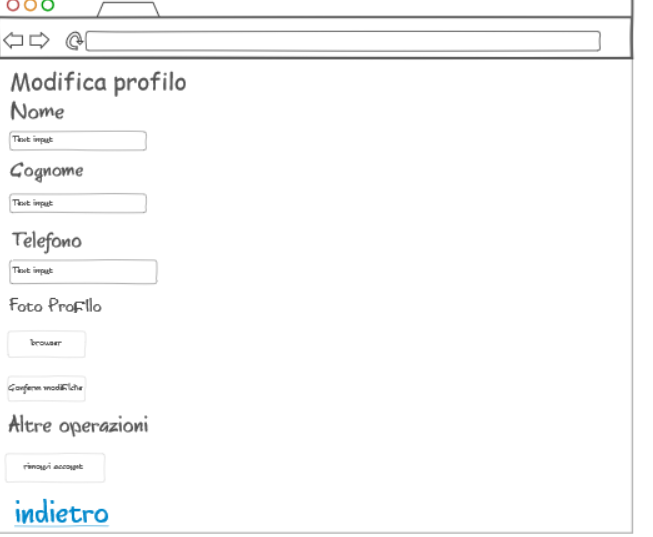 Modifica profilo
Nome
Text input
Cognome
Text input
Telefono
Text input
Foto Profilo
browser
Conferm modifiche
Altre operazioni
rimuovi account
indietro